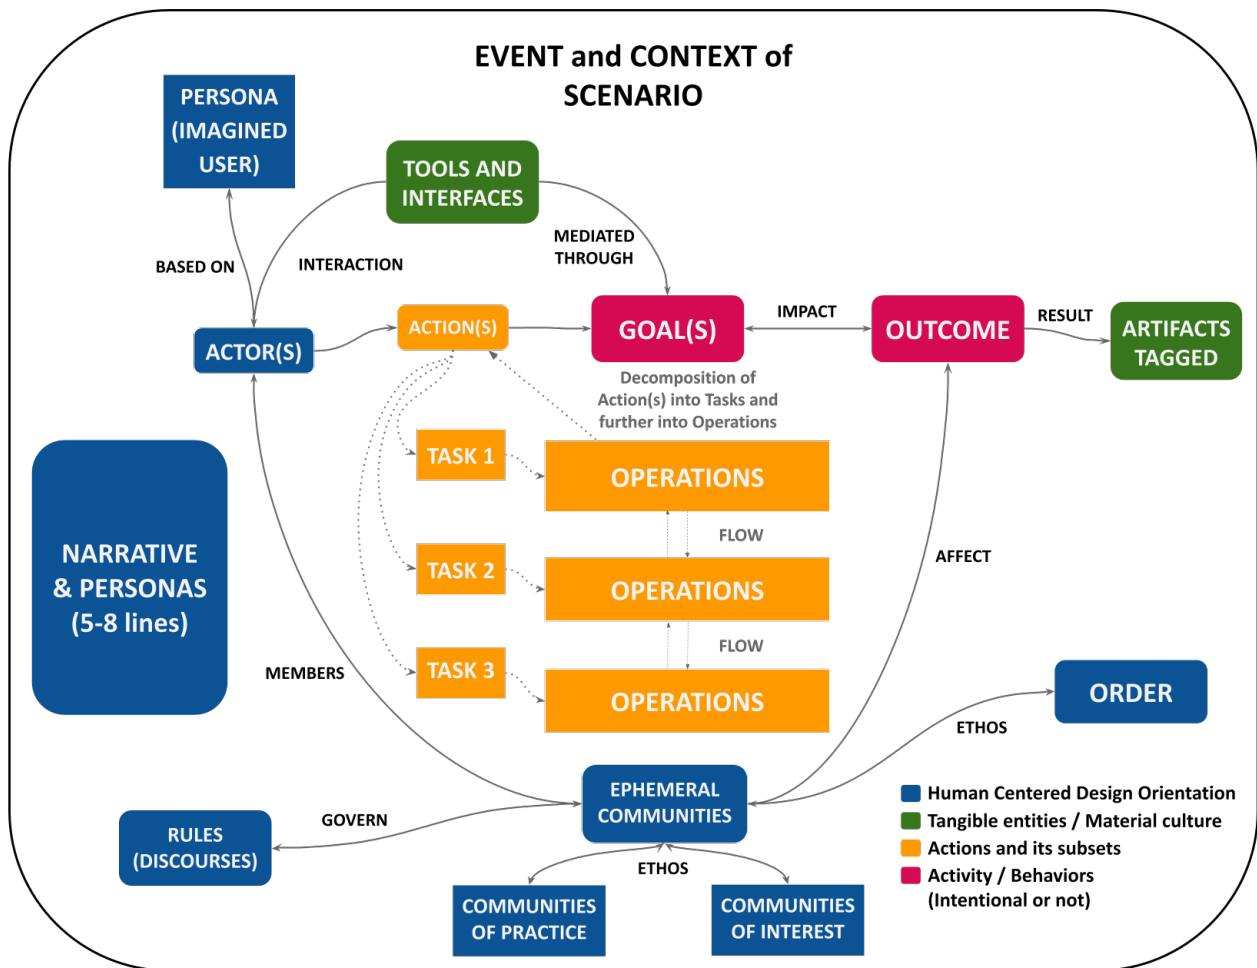 EVENT and CONTEXT of
SCENARIO
PERSONA
(IMAGINED
USER)
TOOLS AND
INTERFACES
MEDIATED
THROUGH
BASED ON
INTERACTION
ACTOR(S)
ACTION(S)
GOAL(S)
IMPACT
OUTCOME
RESULT
ARTIFACTS
TAGGED
Decomposition of
Action(s) into Tasks and
further into Operations
TASK 1
OPERATIONS
FLOW
TASK 2
OPERATIONS
FLOW
TASK 3
OPERATIONS
AFFECT
NARRATIVE
& PERSONAS
(5-8 lines)
MEMBERS
ORDER
ETHOS
EPHEMERAL
COMMUNITIES
GOVERN
RULES
(DISCOURSES)
ETHOS
COMMUNITIES
OF PRACTICE
COMMUNITIES
OF INTEREST
Human Centered Design Orientation
Tangible entities / Material culture
Actions and its subsets
Activity / Behaviors
(Intentional or not)